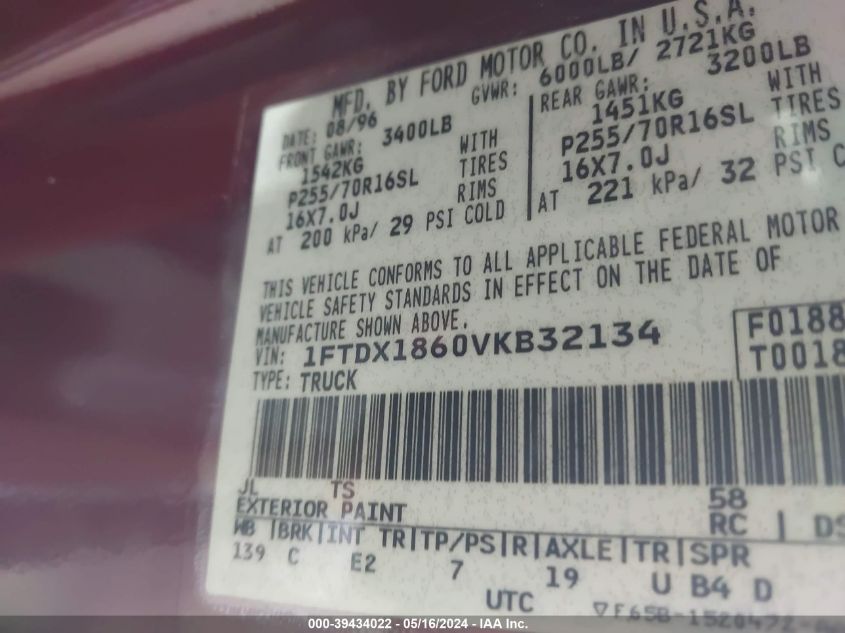 MFD. BY FORD MOTOR CO. IN U.S.A.
DATE: 08/96 GVWR: 6000LB/ 2721KG
FRONT GAWR: 3400LB REAR GAWR: 3200LB
1542KG WITH 1451KG WITH
P255/70R16SL TIRES P255/70R16SL TIRES
16X7.0J RIMS 16X7.0J RIMS
AT 200 kPa/ 29 PSI COLD AT 221 kPa/ 32 PSI C
THIS VEHICLE CONFORMS TO ALL APPLICABLE FEDERAL MOTOR
VEHICLE SAFETY STANDARDS IN EFFECT ON THE DATE OF
MANUFACTURE SHOWN ABOVE.
VIN: 1FTDX1860VKB32134 F0188
TYPE: TRUCK T0018
JL TS 58
EXTERIOR PAINT RC DS
WB |BRK|INT TR|TP/PS|R|AXLE|TR|SPR
139 C E2 7 19 U B4 D
UTC
000-39434022 - 05/16/2024 - IAA Inc.